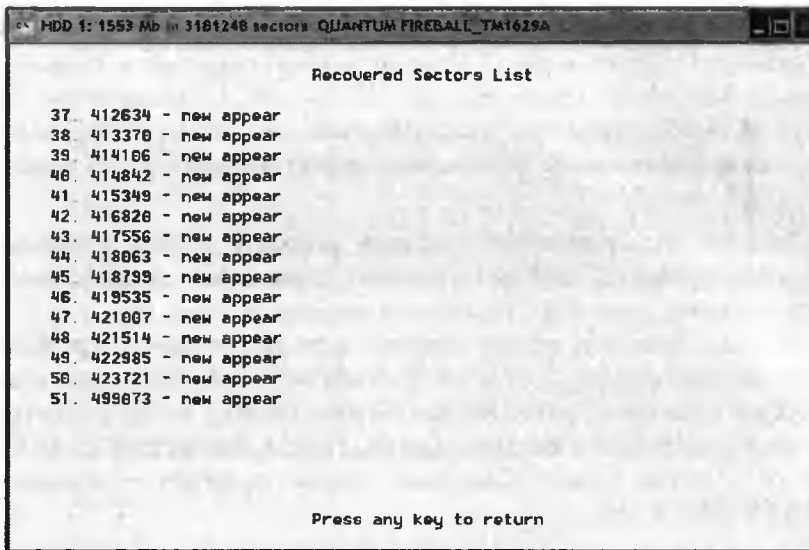 HDD 1: 1553 Mb in 3181248 sectors QUANTUM FIREBALL_TM1629A
Recovered Sectors List
37. 412634 - new appear
38. 413370 - new appear
39. 414106 - new appear
40. 414842 - new appear
41. 415349 - new appear
42. 416820 - new appear
43. 417556 - new appear
44. 418063 - new appear
45. 418799 - new appear
46. 419535 - new appear
47. 421007 - new appear
48. 421514 - new appear
49. 422985 - new appear
50. 423721 - new appear
51. 499073 - new appear
Press any key to return